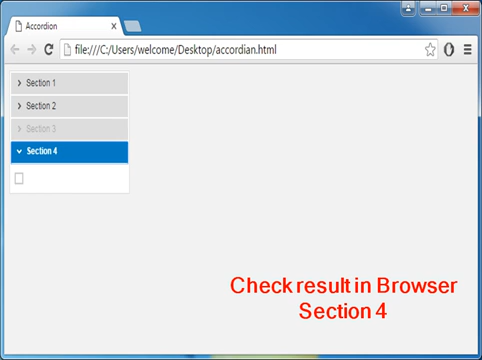 Accordion
file:///C:/Users/welcome/Desktop/accordian.html
Section 1
Section 2
Section 3
Section 4
Check result in Browser
Section 4